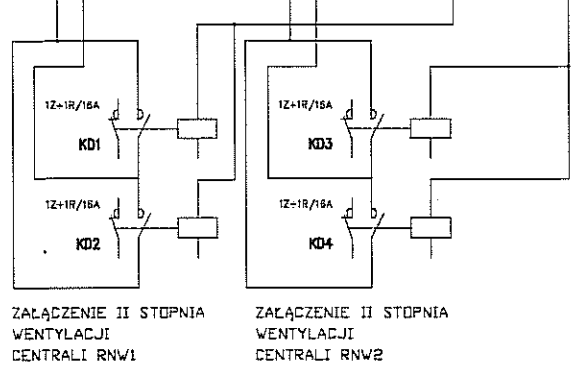 1Z+1R/16A
KD1
1Z+1R/16A
KD3
1Z+1R/16A
KD2
1Z+1R/16A
KD4
ZAŁĄCZENIE II STOPNIA
WENTYLACJI
CENTRALI RNW1
ZAŁĄCZENIE II STOPNIA
WENTYLACJI
CENTRALI RNW2